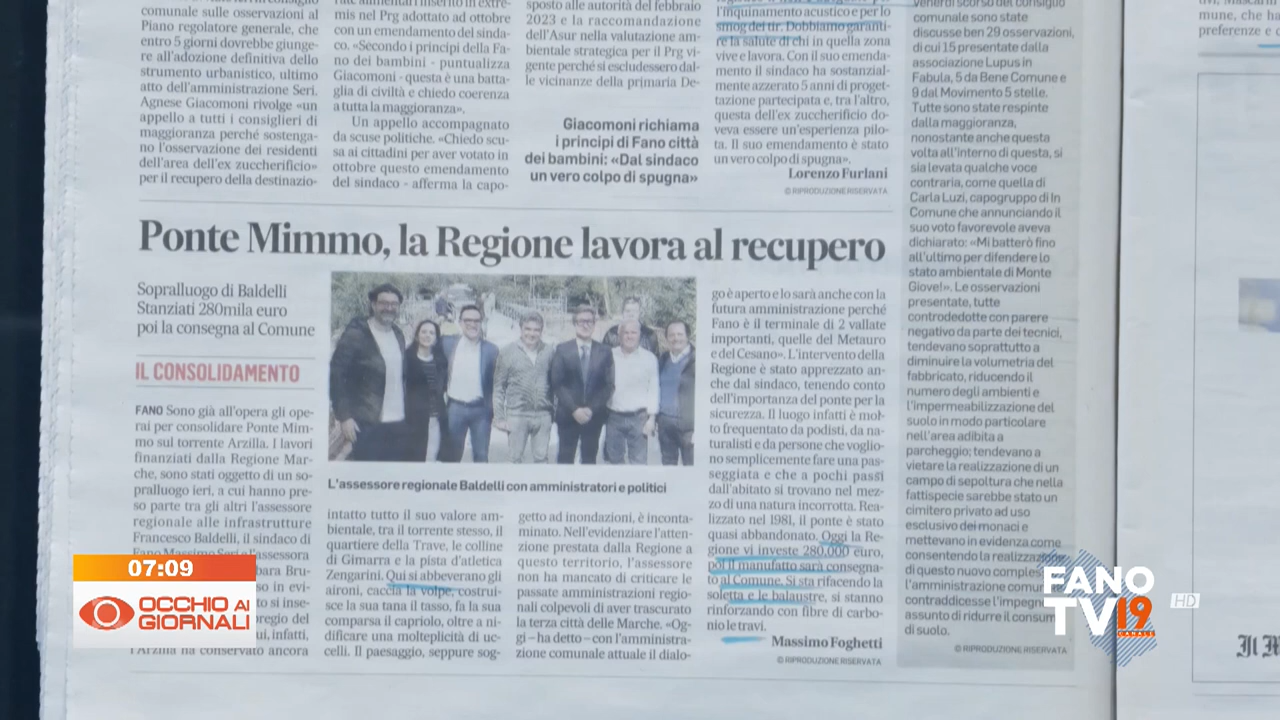 comunale sulle osservazioni al
Piano regolatore generale, che
entro 5 giorni dovrebbe giunge-
re all'adozione definitiva dello
strumento urbanistico, ultimo
atto dell'amministrazione Seri.
Agnese Giacomoni rivolge «un
appello a tutti i consiglieri di
maggioranza perché sostenga-
no l'osservazione dei residenti
dell'area dell'ex zuccherificio»
per il recupero della destinazio-
mis nel Prg adottato ad ottobre
con un emendamento del sinda-
co. «Secondo i principi della Fa-
no dei bambini - puntualizza
Giacomoni - questa è una batta-
glia di civiltà e chiedo coerenza
a tutta la maggioranza».
Un appello accompagnato
da scuse politiche. «Chiedo scu-
sa ai cittadini per aver votato in
ottobre questo emendamento
del sindaco - afferma la capo-
sposto alle autorità del febbraio
2023 e la raccomandazione
dell'Asur nella valutazione am-
bientale strategica per il Prg vi-
gente perché si escludessero dal-
le vicinanze della primaria De-
Giacomoni richiama
i principi di Fano città
dei bambini: «Dal sindaco
un vero colpo di spugna»
l'inquinamento acustico e per lo
smog dei tir. Dobbiamo garanti-
re la salute di chi in quella zona
vive e lavora. Con il suo emenda-
mento il sindaco ha sostanzial-
mente azzerato 5 anni di proget-
tazione partecipata e, tra l'altro,
questa dell'ex zuccherificio do-
veva essere un'esperienza pilo-
ta. Il suo emendamento è stato
un vero colpo di spugna».
Lorenzo Furlani
© RIPRODUZIONE RISERVATA
Ponte Mimmo, la Regione lavora al recupero
Sopralluogo di Baldelli
Stanziati 280mila euro
poi la consegna al Comune
IL CONSOLIDAMENTO
FANO Sono già all'opera gli ope-
rai per consolidare Ponte Mim-
mo sul torrente Arzilla. I lavori
finanziati dalla Regione Mar-
che, sono stati oggetto di un so-
pralluogo ieri, a cui hanno pre-
so parte tra gli altri l'assessore
regionale alle infrastrutture
Francesco Baldelli, il sindaco di
Fano Massimo Seri e l'assessora
bara Bru-
in evi-
to si inse-
pregio del
infatti,
l'Arzilla ha conservato ancora
L'assessore regionale Baldelli con amministratori e politici
intatto tutto il suo valore am-
bientale, tra il torrente stesso, il
quartiere della Trave, le colline
di Gimarra e la pista d'atletica
Zengarini. Qui si abbeverano gli
aironi, caccia la volpe, costrui-
sce la sua tana il tasso, fa la sua
comparsa il capriolo, oltre a ni-
dificare una molteplicità di uc-
celli. Il paesaggio, seppure sog-
getto ad inondazioni, è inconta-
minato. Nell'evidenziare l'atten-
zione prestata dalla Regione a
questo territorio, l'assessore
non ha mancato di criticare le
passate amministrazioni regio-
nali colpevoli di aver trascurato
la terza città delle Marche. «Og-
gi – ha detto – con l'amministra-
zione comunale attuale il dialo-
go è aperto e lo sarà anche con la
futura amministrazione perché
Fano è il terminale di 2 vallate
importanti, quelle del Metauro
e del Cesano». L'intervento della
Regione è stato apprezzato an-
che dal sindaco, tenendo conto
dell'importanza del ponte per la
sicurezza. Il luogo infatti è mol-
to frequentato da podisti, da na-
turalisti e da persone che voglio-
no semplicemente fare una pas-
seggiata e che a pochi passi
dall'abitato si trovano nel mez-
zo di una natura incorrotta. Rea-
lizzato nel 1981, il ponte è stato
quasi abbandonato. Oggi la Re-
gione vi investe 280.000 euro,
poi il manufatto sarà consegna-
to al Comune. Si sta rifacendo la
soletta e le balaustre, si stanno
rinforzando con fibre di carbo-
nio le travi.
Massimo Foghetti
© RIPRODUZIONE RISERVATA
comunale sono state
discusse ben 29 osservazioni,
di cui 15 presentate dalla
associazione Lupus in
Fabula, 5 da Bene Comune e
9 dal Movimento 5 stelle.
Tutte sono state respinte
dalla maggioranza,
nonostante anche questa
volta all'interno di questa, si
sia levata qualche voce
contraria, come quella di
Carla Luzi, capogruppo di In
Comune che annunciando il
suo voto favorevole aveva
dichiarato: «Mi batterò fino
all'ultimo per difendere lo
stato ambientale di Monte
Giove!». Le osservazioni
presentate, tutte
controdedotte con parere
negativo da parte dei tecnici,
tendevano soprattutto a
diminuire la volumetria del
fabbricato, riducendo il
numero degli ambienti e
l'impermeabilizzazione del
suolo in modo particolare
nell'area adibita a
parcheggio; tendevano a
vietare la realizzazione di un
campo di sepoltura che nella
fattispecie sarebbe stato un
cimitero privato ad uso
esclusivo dei monaci e
mettevano in evidenza come
consentendo la realizzazione
di questo nuovo complesso
l'amministrazione comu
contraddicesse l'impegn
assunto di ridurre il consum
di suolo.
© RIPRODUZIONE RISERVATA
mune, che h
preferenze e c
Il M
07:09
OCCHIO AI
GIORNALI
FANO
TV 19
CANALE
HD